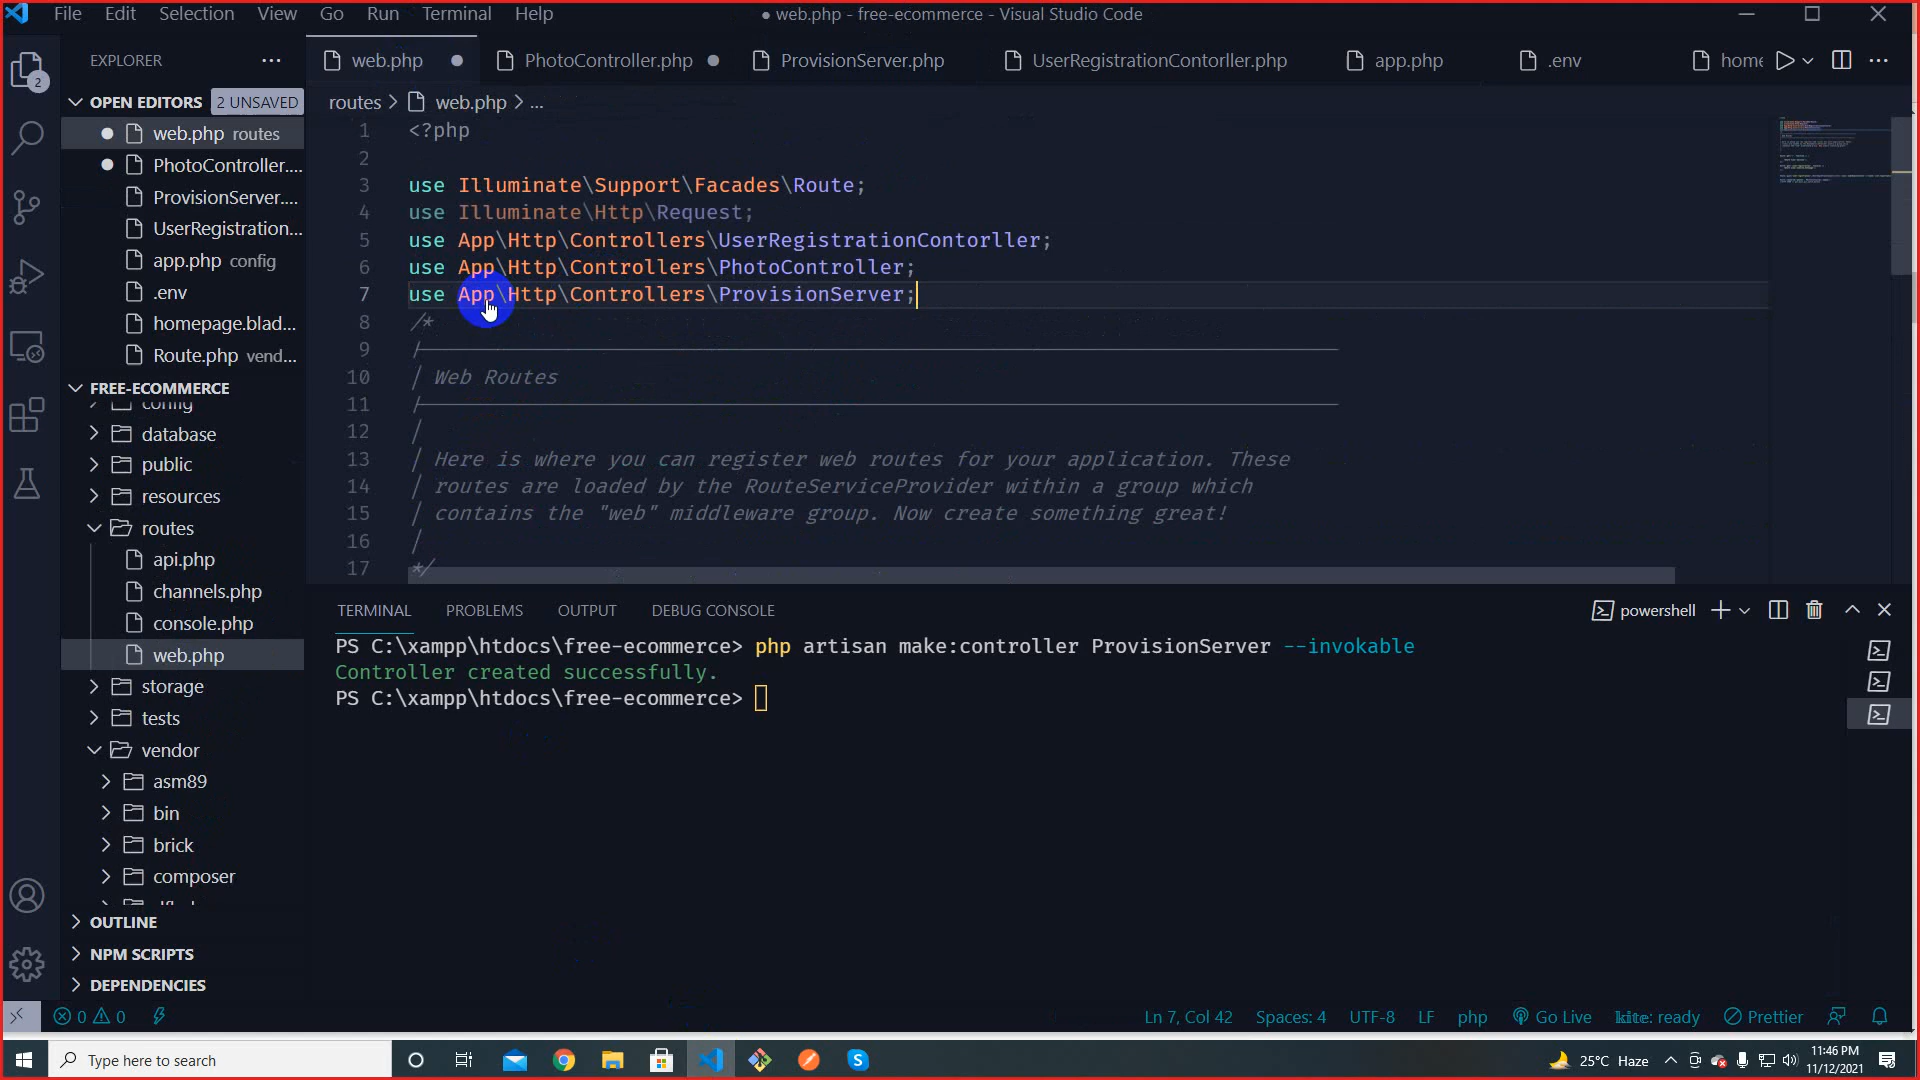 File Edit Selection View Go Run Terminal Help
● web.php - free-ecommerce - Visual Studio Code
EXPLORER
web.php
PhotoController.php
ProvisionServer.php
UserRegistrationContorller.php
app.php
.env
home
2
OPEN EDITORS 2 UNSAVED
web.php routes
PhotoController....
ProvisionServer....
UserRegistration...
app.php config
.env
homepage.blad...
Route.php vend...
FREE-ECOMMERCE
config
database
public
resources
routes
api.php
channels.php
console.php
web.php
storage
tests
vendor
asm89
bin
brick
composer
OUTLINE
NPM SCRIPTS
DEPENDENCIES
routes > web.php > ...
1 <?php
2
3 use Illuminate\Support\Facades\Route;
4 use Illuminate\Http\Request;
5 use App\Http\Controllers\UserRegistrationContorller;
6 use App\Http\Controllers\PhotoController;
7 use App\Http\Controllers\ProvisionServer;
8 /*
9 |--------------------------------------------------------------------------
10 | Web Routes
11 |--------------------------------------------------------------------------
12 |
13 | Here is where you can register web routes for your application. These
14 | routes are loaded by the RouteServiceProvider within a group which
15 | contains the "web" middleware group. Now create something great!
16 |
17 */
TERMINAL PROBLEMS OUTPUT DEBUG CONSOLE
powershell
PS C:\xampp\htdocs\free-ecommerce> php artisan make:controller ProvisionServer --invokable
Controller created successfully.
PS C:\xampp\htdocs\free-ecommerce>
0 0
Ln 7, Col 42 Spaces: 4 UTF-8 LF php Go Live kite: ready Prettier
Type here to search
25°C Haze
11:46 PM
11/12/2021